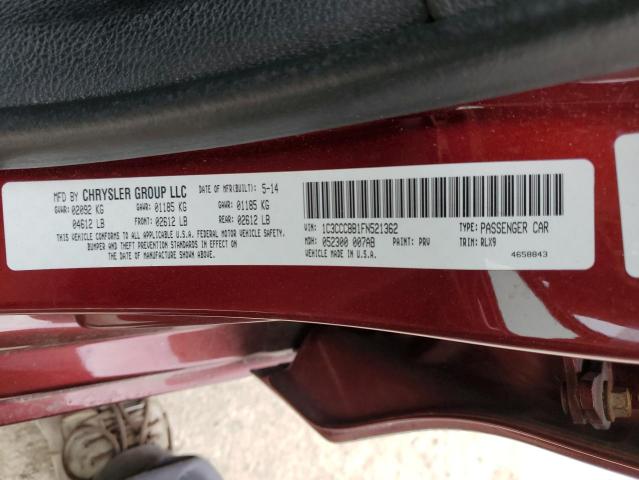 MFD BY CHRYSLER GROUP LLC DATE OF MFR(BUILT): 5-14
GVWR: 02092 KG GAWR: 01185 KG GAWR: 01185 KG
04612 LB FRONT: 02612 LB REAR: 02612 LB
THIS VEHICLE CONFORMS TO ALL APPLICABLE U.S.A. FEDERAL MOTOR VEHICLE SAFETY,
BUMPER AND THEFT PREVENTION STANDARDS IN EFFECT ON
THE DATE OF MANUFACTURE SHOWN ABOVE.
VIN: 1C3CCCBB1FN521362 TYPE: PASSENGER CAR
MDH: 052300 007AB PAINT: PRV TRIM: RLX9
VEHICLE MADE IN U.S.A. 4658843